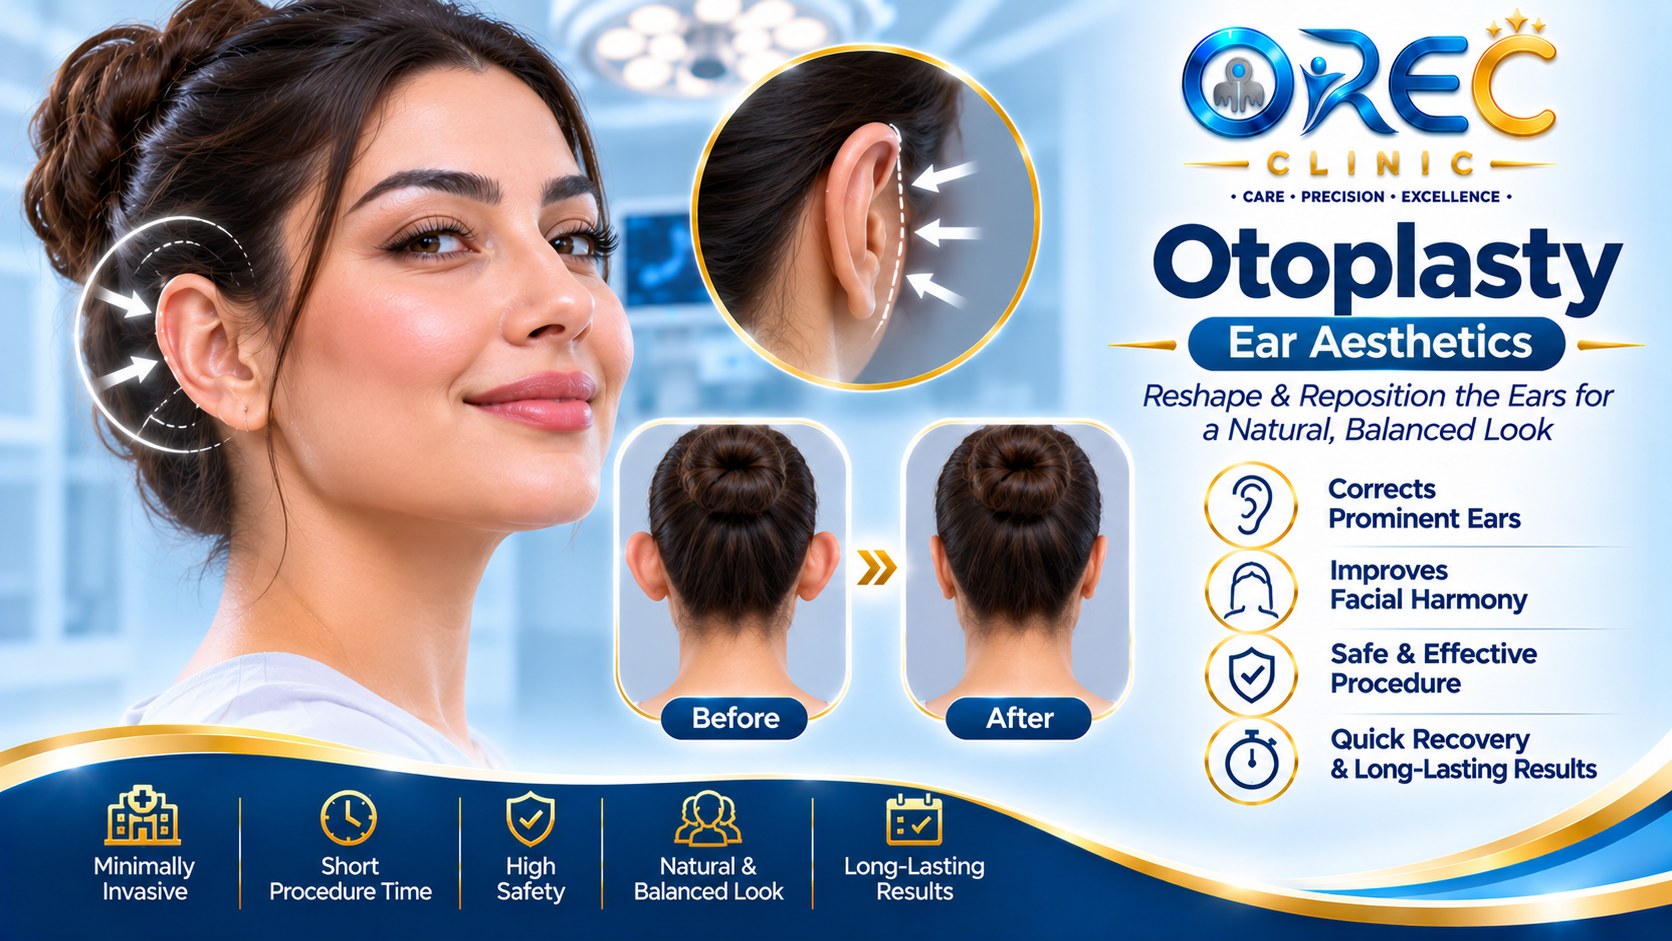 OREC
CLINIC
• CARE • PRECISION • EXCELLENCE •
Otoplasty
Ear Aesthetics
Reshape & Reposition the Ears for
a Natural, Balanced Look
Corrects
Prominent Ears
Improves
Facial Harmony
Safe & Effective
Procedure
Quick Recovery
& Long-Lasting Results
Before
After
Minimally
Invasive
Short
Procedure Time
High
Safety
Natural &
Balanced Look
Long-Lasting
Results